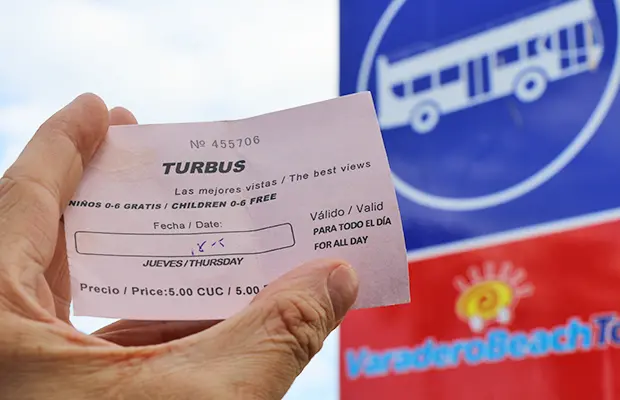 Nº 455706
TURBUS
Las mejores vistas / The best views
NIÑOS 0-6 GRATIS / CHILDREN 0-6 FREE
Fecha / Date:
Válido / Valid
PARA TODO EL DÍA
FOR ALL DAY
JUEVES/THURSDAY
Precio / Price:5.00 CUC / 5.00
VaraderoBeachTo